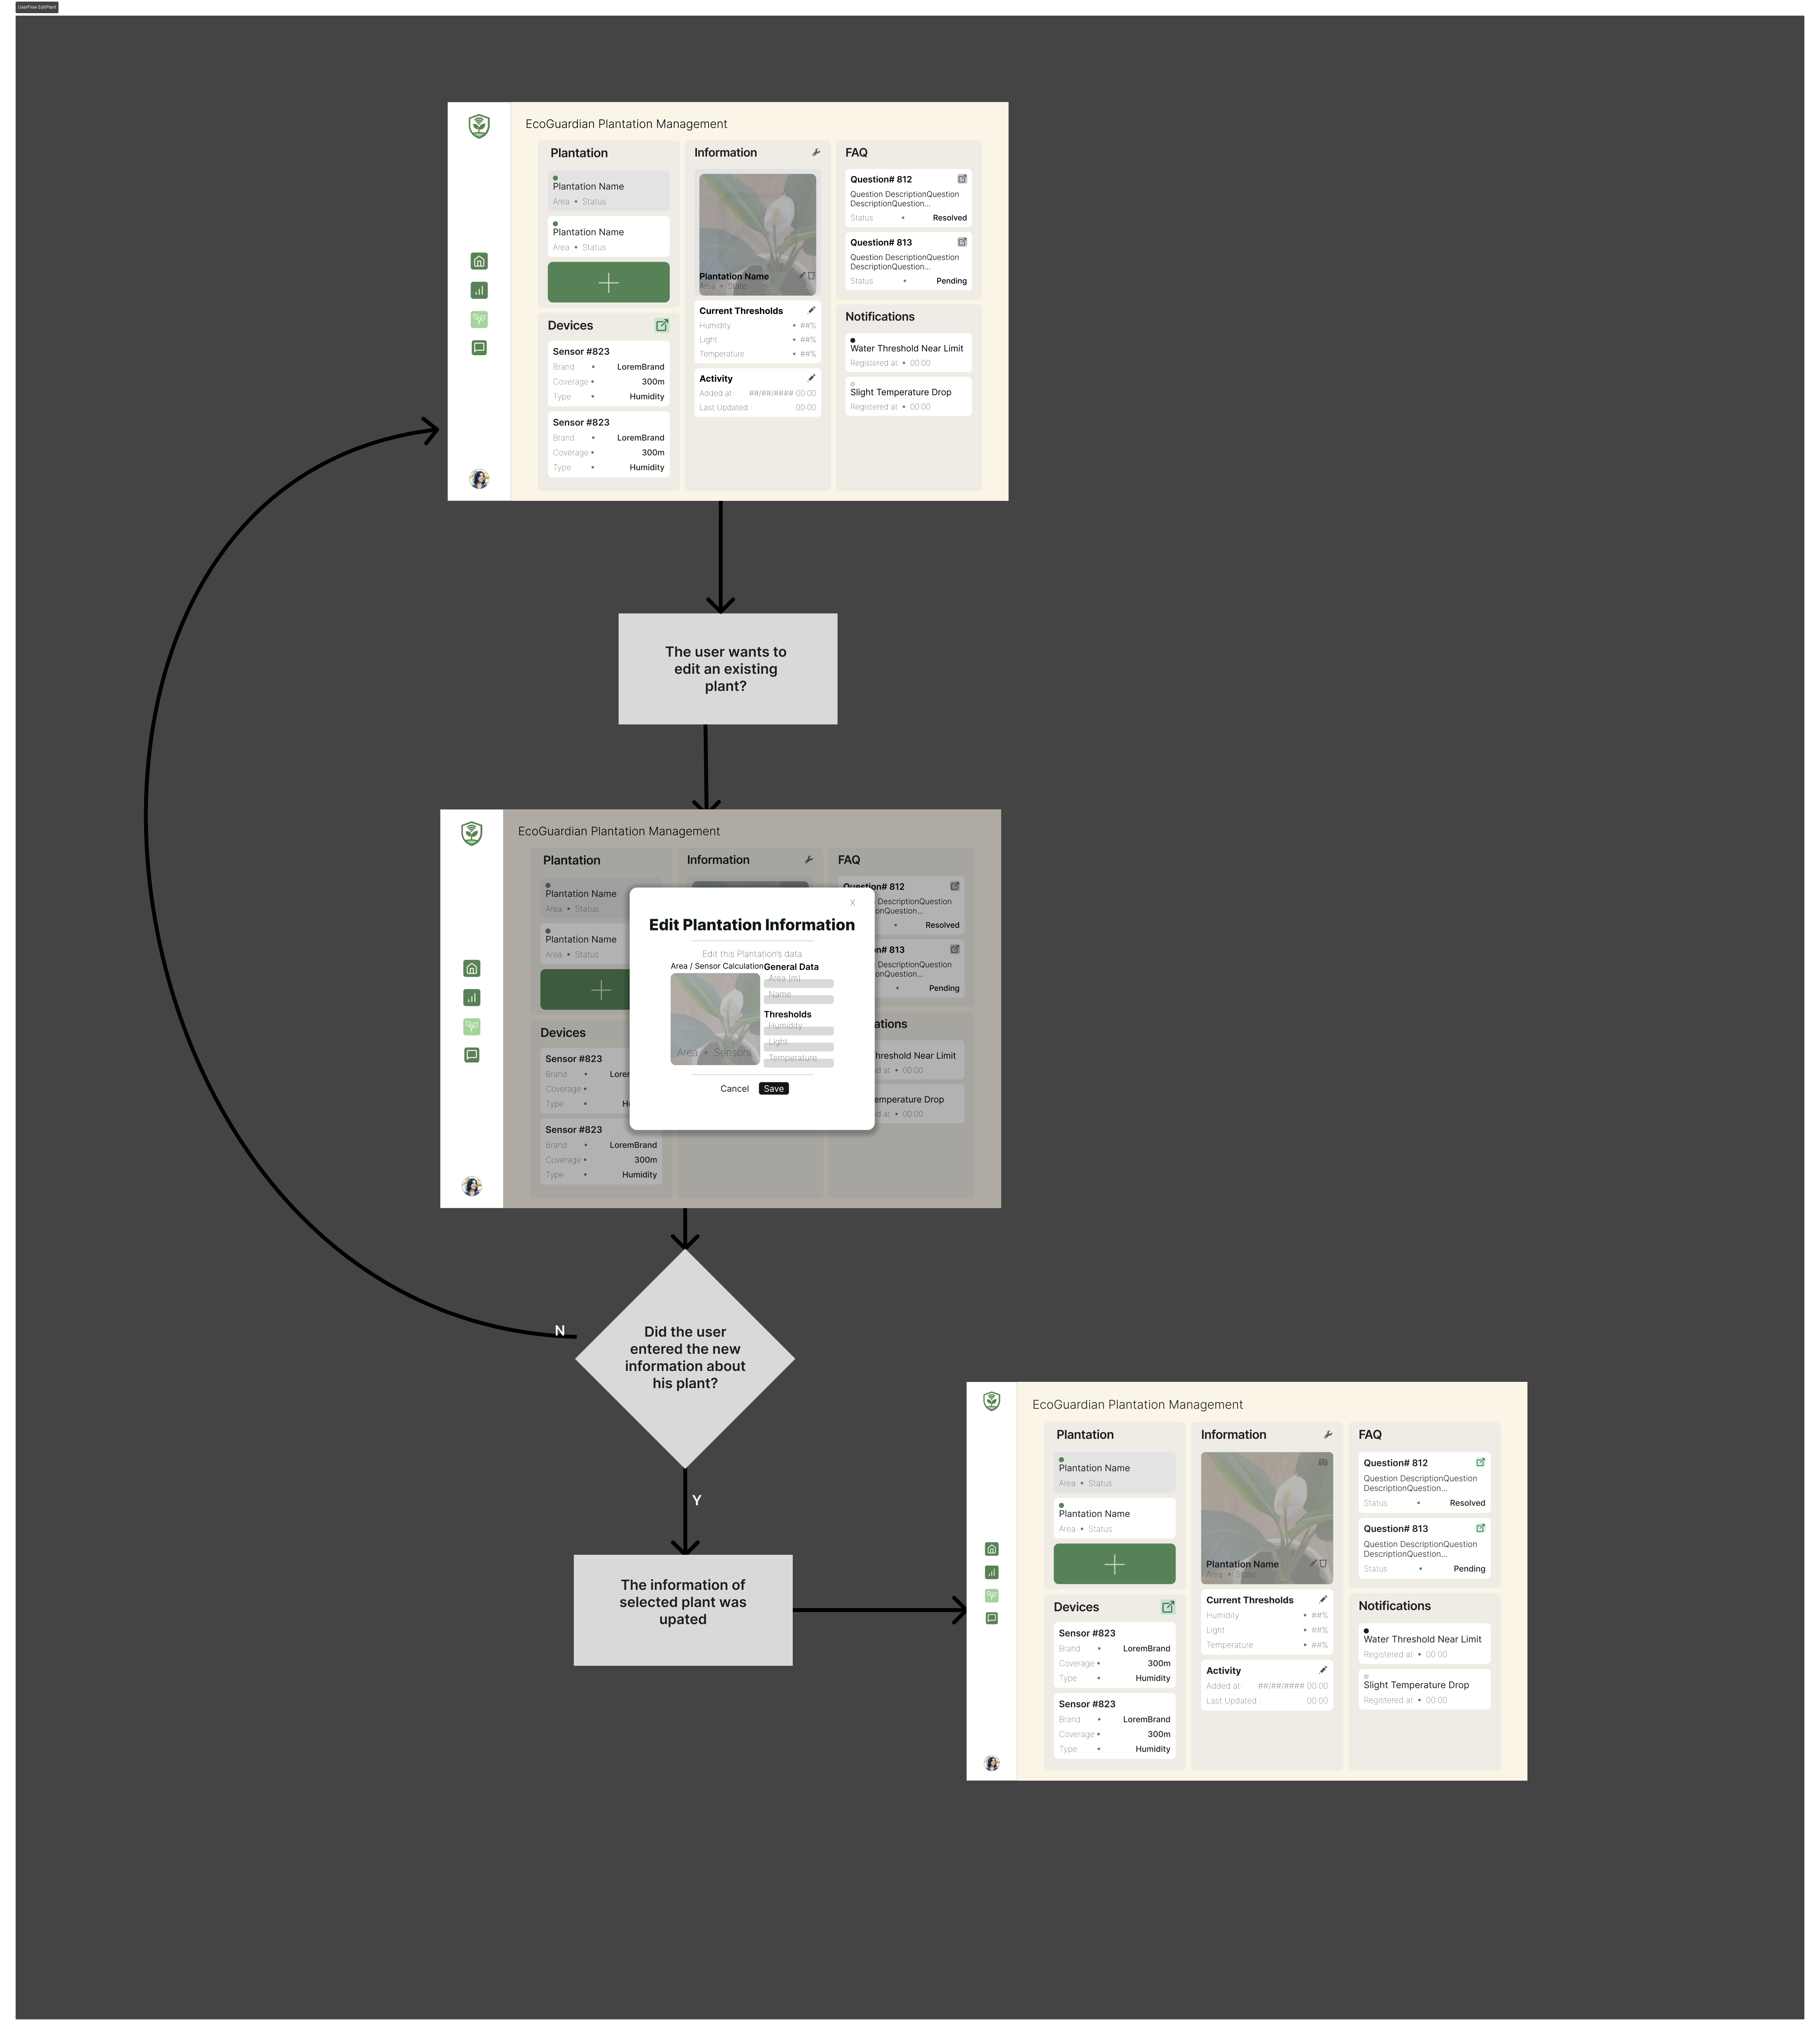 UserFlow EditPlant
EcoGuardian Plantation Management
Plantation
Plantation Name
Area • Status
Plantation Name
Area • Status
Devices
Sensor #823
Brand • LoremBrand
Coverage • 300m
Type • Humidity
Sensor #823
Brand • LoremBrand
Coverage • 300m
Type • Humidity
Information
Plantation Name
Area • State
Current Thresholds
Humidity • ##%
Light • ##%
Temperature • ##%
Activity
Added at: ##/##/#### 00:00
Last Updated : 00:00
FAQ
Question# 812
Question DescriptionQuestion
DescriptionQuestion...
Status • Resolved
Question# 813
Question DescriptionQuestion
DescriptionQuestion...
Status • Pending
Notifications
Water Threshold Near Limit
Registered at • 00:00
Slight Temperature Drop
Registered at • 00:00
The user wants to
edit an existing
plant?
EcoGuardian Plantation Management
Plantation
Plantation Name
Area • Status
Plantation Name
Area • Status
Devices
Sensor #823
Brand • Lorem
Coverage •
Type • Hu
Sensor #823
Brand • LoremBrand
Coverage • 300m
Type • Humidity
Information
FAQ
Question# 812
DescriptionQuestion
onQuestion...
• Resolved
n# 813
DescriptionQuestion
onQuestion...
• Pending
ations
hreshold Near Limit
ed at • 00:00
emperature Drop
ed at • 00:00
X
Edit Plantation Information
Edit this Plantation's data
Area / Sensor Calculation
Area • Sensors
General Data
Area (m)
Name
Thresholds
Humidity
Light
Temperature
Cancel Save
N
Did the user
entered the new
information about
his plant?
Y
The information of
selected plant was
upated
EcoGuardian Plantation Management
Plantation
Plantation Name
Area • Status
Plantation Name
Area • Status
Devices
Sensor #823
Brand • LoremBrand
Coverage • 300m
Type • Humidity
Sensor #823
Brand • LoremBrand
Coverage • 300m
Type • Humidity
Information
Plantation Name
Area • State
Current Thresholds
Humidity • ##%
Light • ##%
Temperature • ##%
Activity
Added at: ##/##/#### 00:00
Last Updated : 00:00
FAQ
Question# 812
Question DescriptionQuestion
DescriptionQuestion...
Status • Resolved
Question# 813
Question DescriptionQuestion
DescriptionQuestion...
Status • Pending
Notifications
Water Threshold Near Limit
Registered at • 00:00
Slight Temperature Drop
Registered at • 00:00